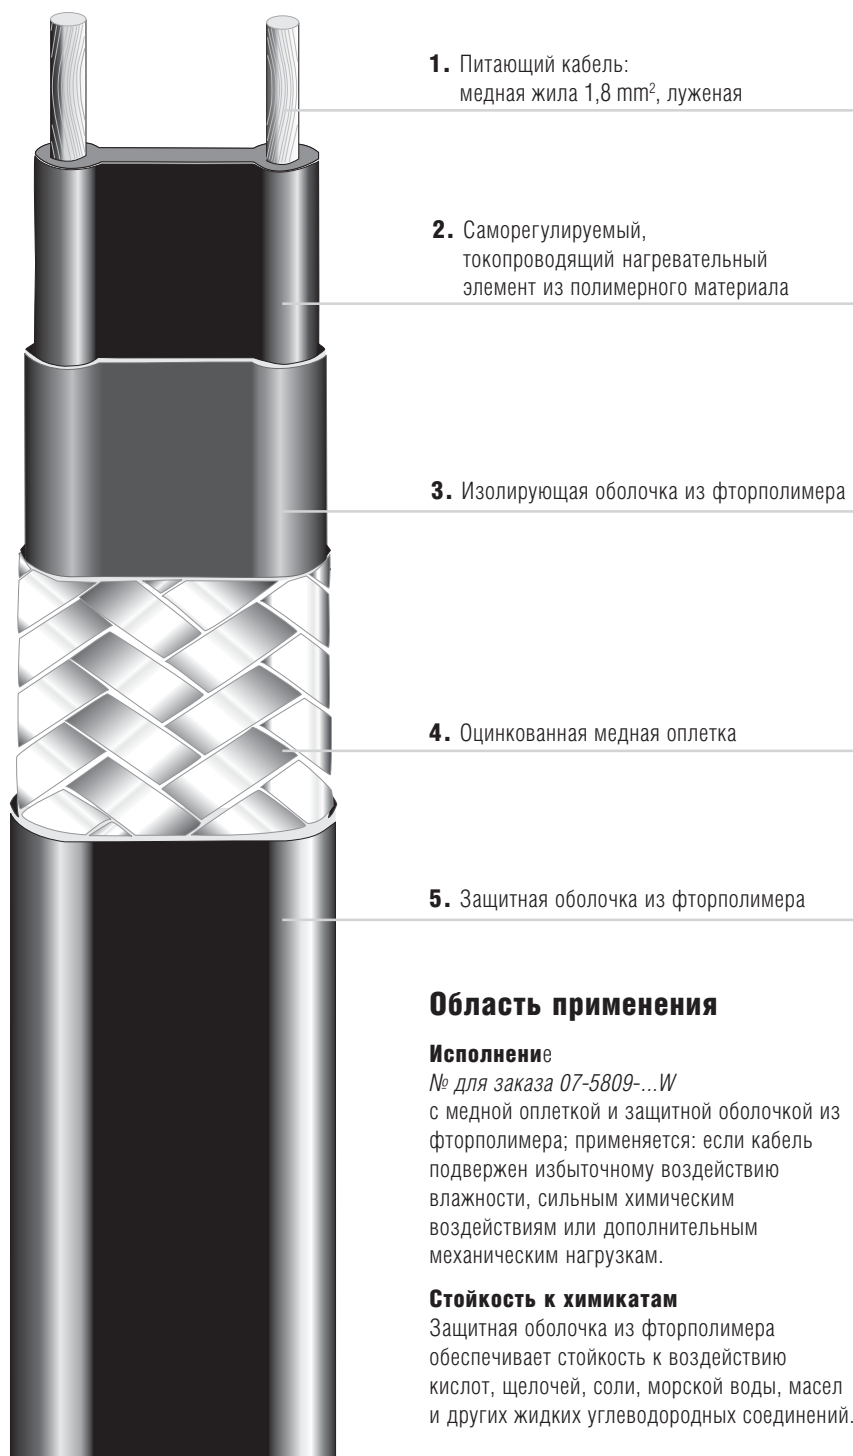 1. Питающий кабель:
медная жила 1,8 mm², луженая
2. Саморегулируемый,
токопроводящий нагревательный
элемент из полимерного материала
3. Изолирующая оболочка из фторполимера
4. Оцинкованная медная оплетка
5. Защитная оболочка из фторполимера
Область применения
Исполнение
№ для заказа 07-5809-...W
с медной оплеткой и защитной оболочкой из
фторполимера; применяется: если кабель
подвержен избыточному воздействию
влажности, сильным химическим
воздействиям или дополнительным
механическим нагрузкам.
Стойкость к химикатам
Защитная оболочка из фторполимера
обеспечивает стойкость к воздействию
кислот, щелочей, соли, морской воды, масел
и других жидких углеводородных соединений.